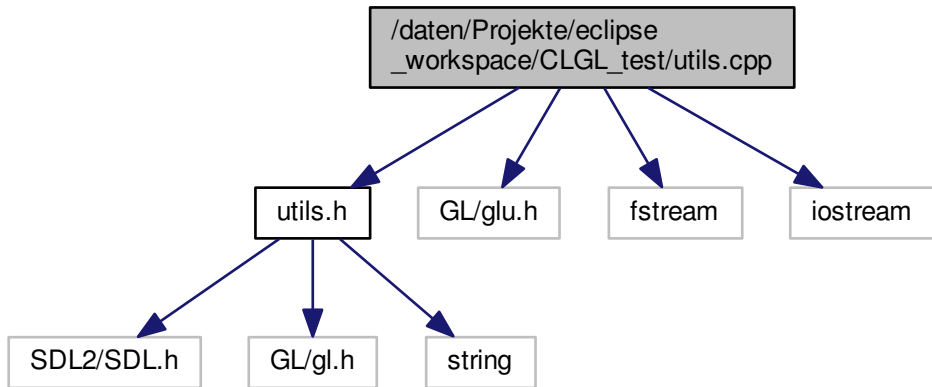 /daten/Projekte/eclipse
_workspace/CLGL_test/utils.cpp
utils.h
GL/glu.h
fstream
iostream
SDL2/SDL.h
GL/gl.h
string